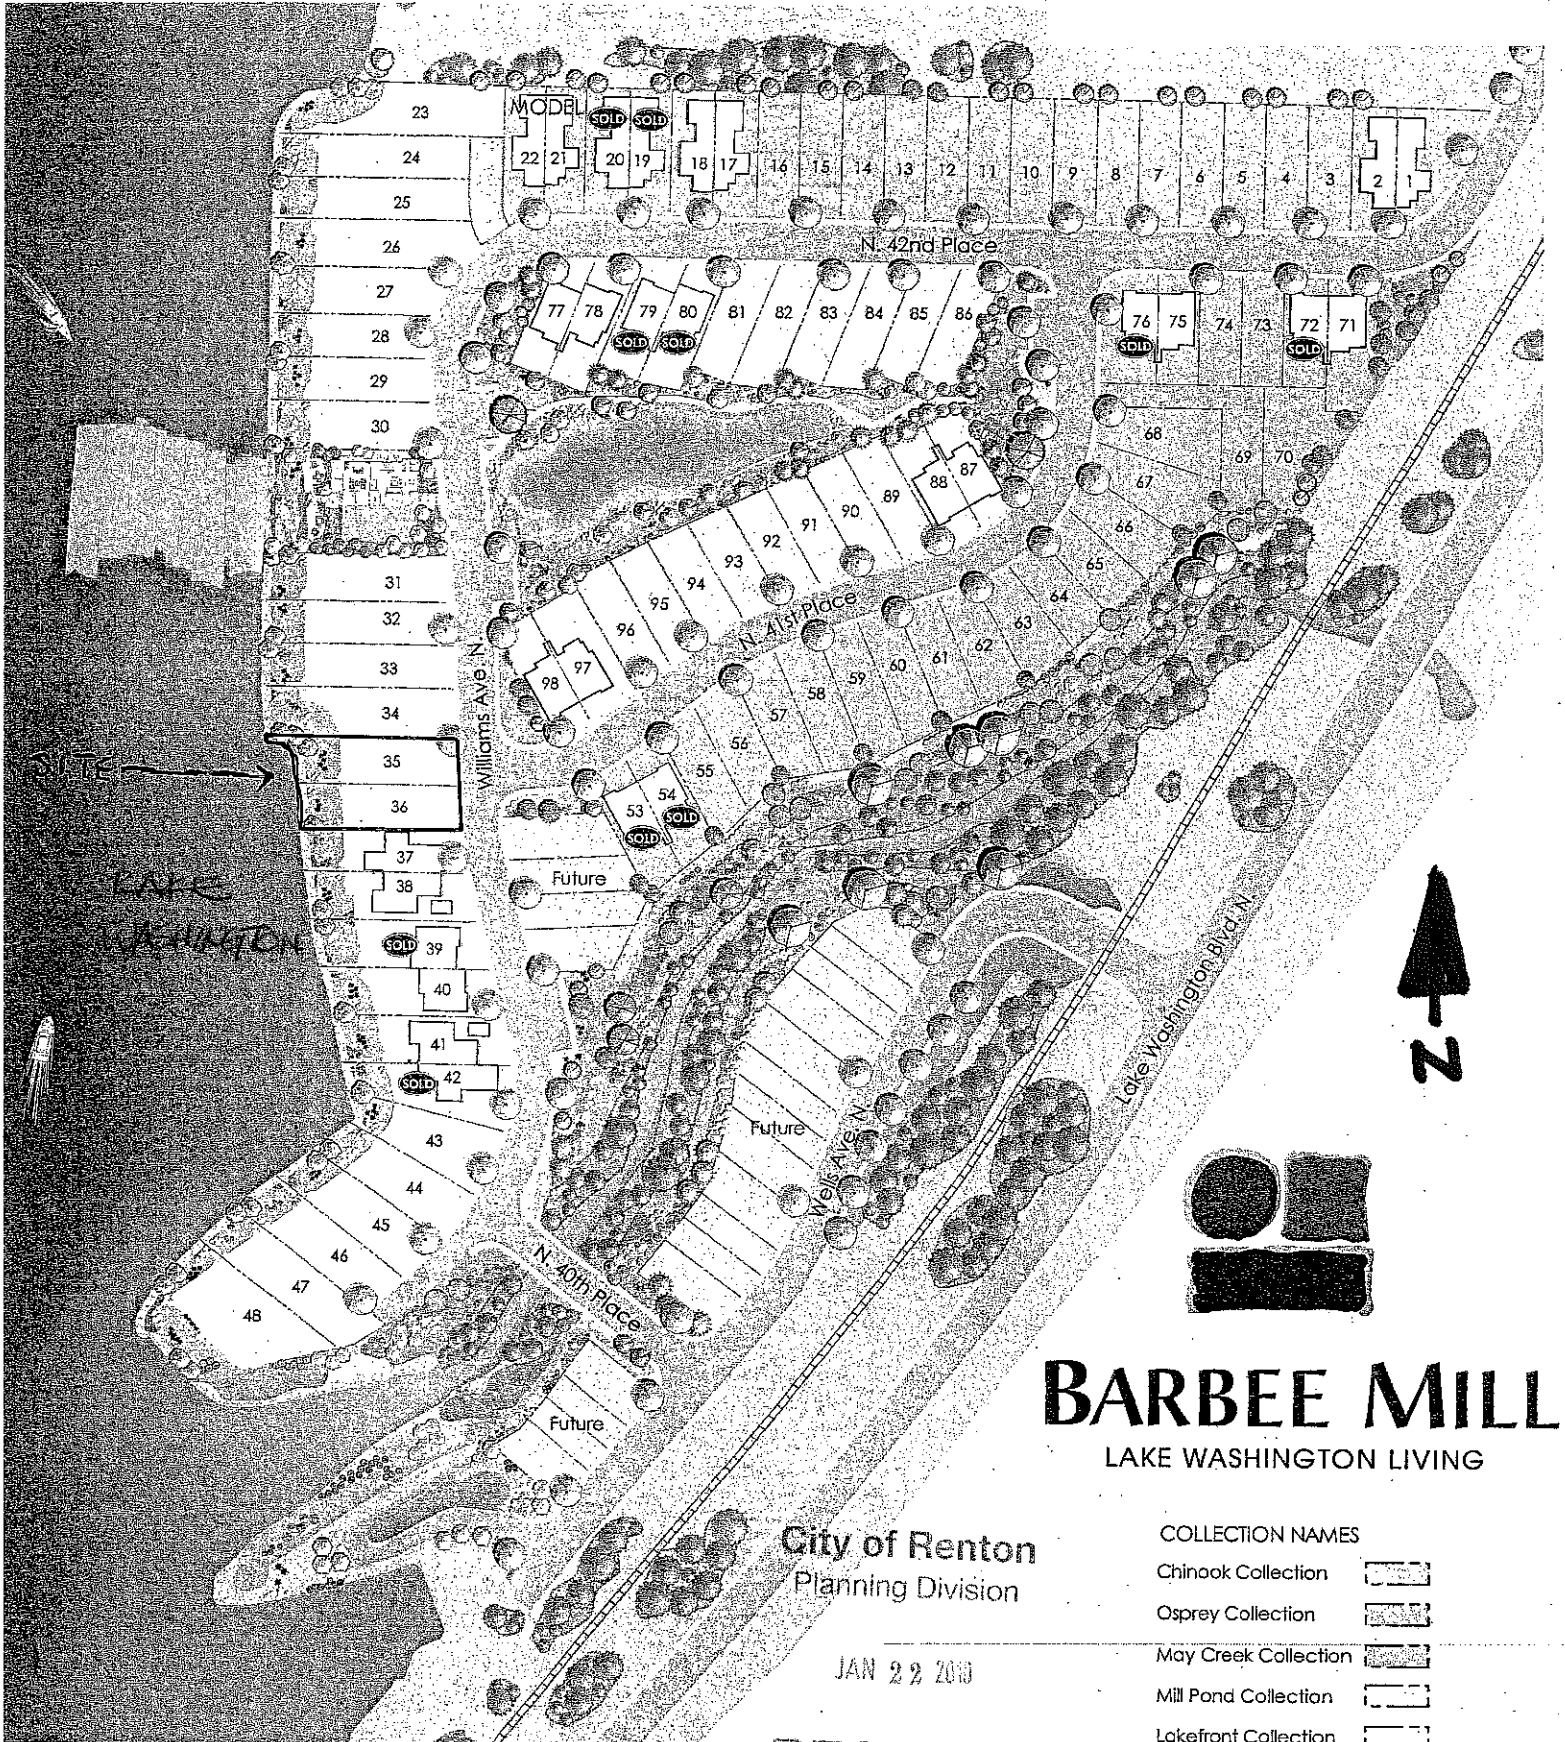 23
MODEL
SOLD SOLD
24
22 21 20 19 18 17 16 15 14 13 12 11 10 9 8 7 6 5 4 3 2 1
25
26
N. 42nd Place
27
28
29
30
77 78 79 80 81 82 83 84 85 86
SOLD SOLD
76 75 74 73 72 71
SOLD SOLD
68
69 70
67
66
65
64
63
62
61
60
59
58
57
56
55
87
88
89
90
91
92
93
94
95
96
97
98
N. 41st Place
31
32
33
34
35
36
Williams Ave N
SITE
53 54
SOLD SOLD
Future
37
38
LAKE
WASHINGTON
SOLD 39
40
41
SOLD 42
43
44
45
46
47
48
Future
Wells Ave. N
Lake Washington Blvd. N
N. 40th Place
Future
N
BARBEE MILL
LAKE WASHINGTON LIVING
City of Renton
Planning Division
JAN 22 2010
COLLECTION NAMES
Chinook Collection
Osprey Collection
May Creek Collection
Mill Pond Collection
Lakefront Collection